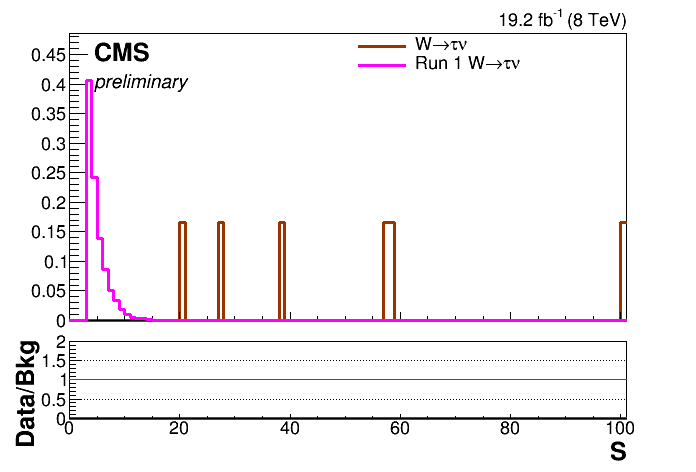 19.2 fb⁻¹ (8 TeV)
CMS
preliminary
W→τν
Run 1 W→τν
0.45
0.4
0.35
0.3
0.25
0.2
0.15
0.1
0.05
0
Data/Bkg
2
1.5
1
0.5
0
0 20 40 60 80 100
S